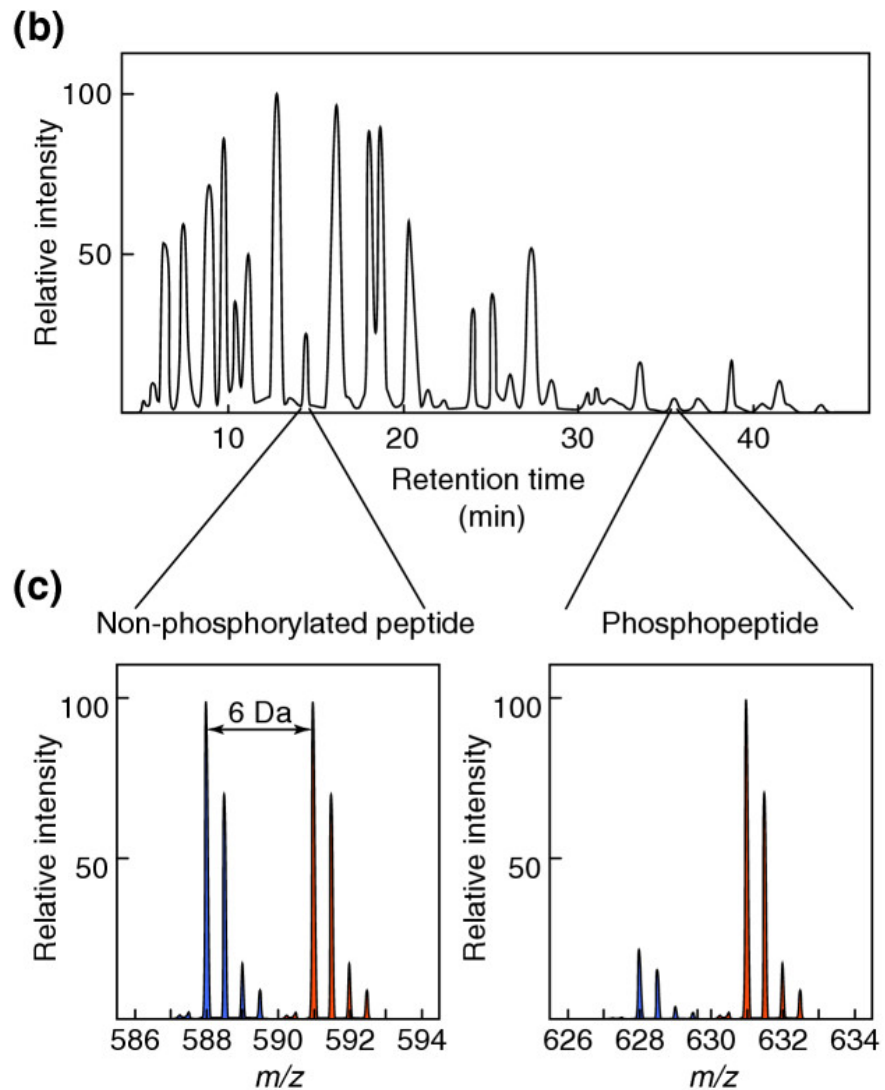 (b)
Relative intensity
100
50
10 20 30 40
Retention time
(min)
(c)
Non-phosphorylated peptide
Relative intensity
100
50
6 Da
586 588 590 592 594
m/z
Phosphopeptide
Relative intensity
100
50
626 628 630 632 634
m/z